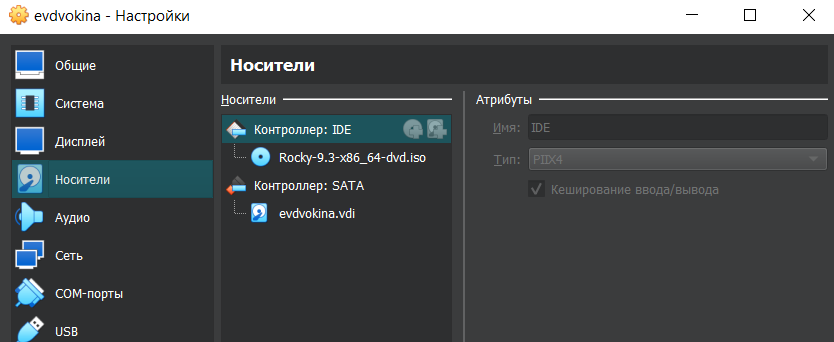 evdvokina - Настройки
Общие
Система
Дисплей
Носители
Аудио
Сеть
COM-порты
USB
Носители
Носители
Контроллер: IDE
Rocky-9.3-x86_64-dvd.iso
Контроллер: SATA
evdvokina.vdi
Атрибуты
Имя: IDE
Тип: PIIX4
Кеширование ввода/вывода